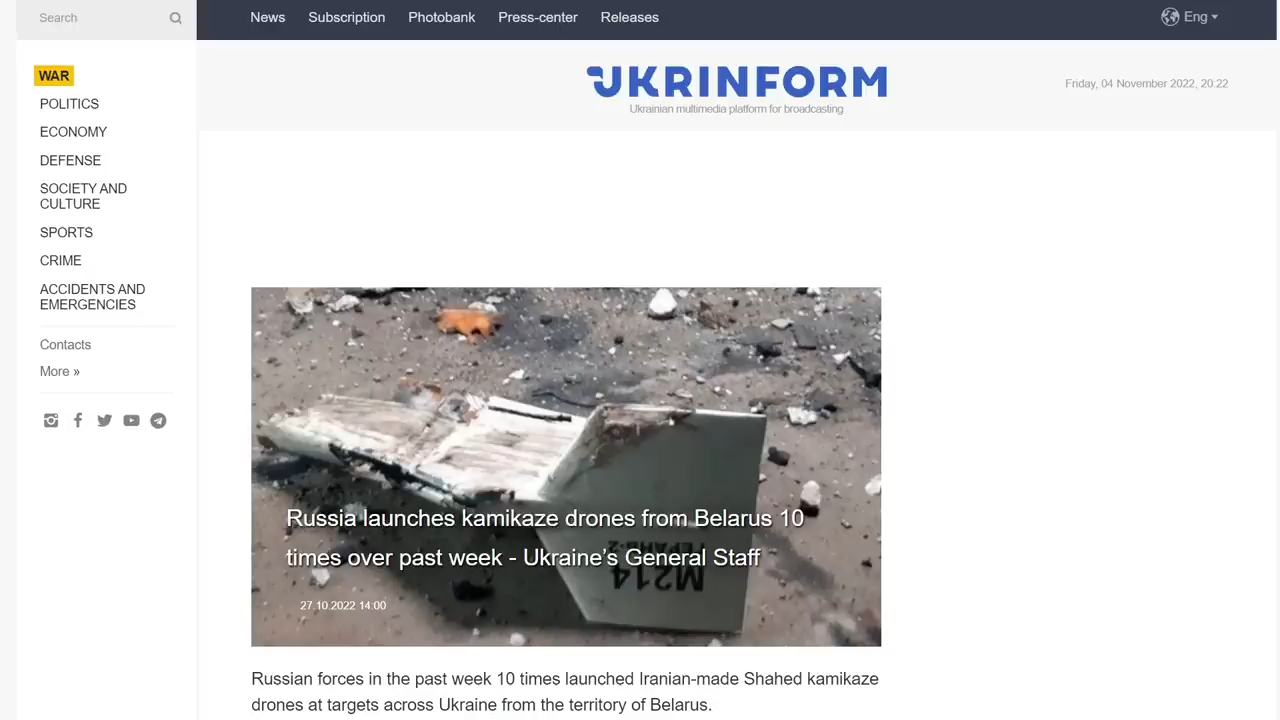 Search
News Subscription Photobank Press-center Releases
Eng
WAR
POLITICS
ECONOMY
DEFENSE
SOCIETY AND
CULTURE
SPORTS
CRIME
ACCIDENTS AND
EMERGENCIES
Contacts
More »
UKRINFORM
Ukrainian multimedia platform for broadcasting
Friday, 04 November 2022, 20:22
Russia launches kamikaze drones from Belarus 10
times over past week - Ukraine's General Staff
27.10.2022 14:00
ГЕРАНЬ-2
М214
Russian forces in the past week 10 times launched Iranian-made Shahed kamikaze
drones at targets across Ukraine from the territory of Belarus.